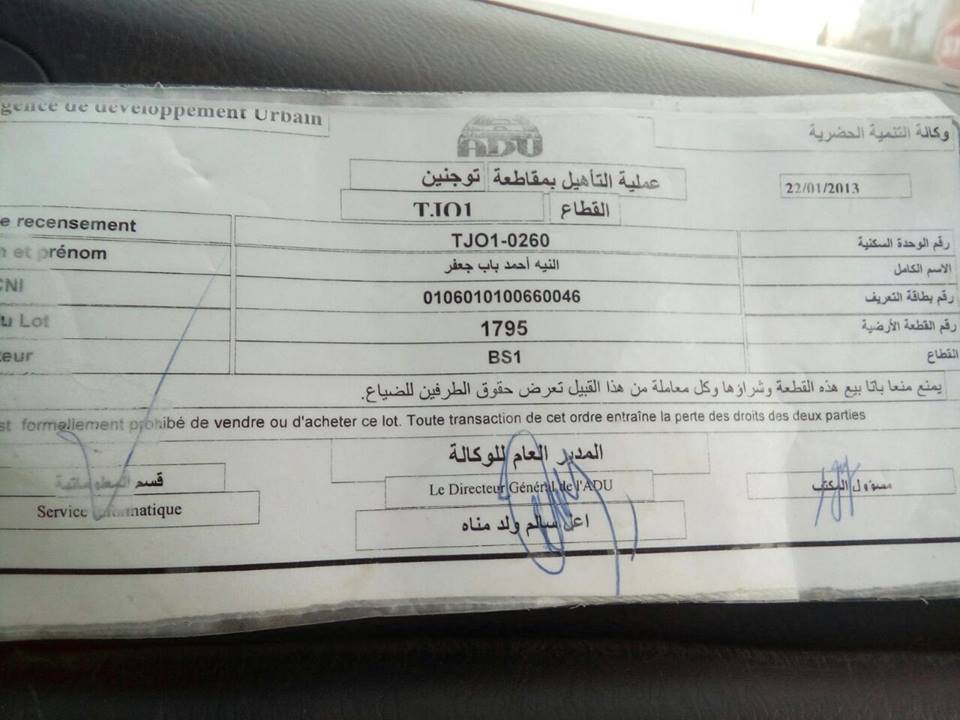 gence de développement Urbain
وكالة التنمية الحضرية
ADU
عملية التأهيل بمقاطعة توجنين
22/01/2013
القطاع TJO1
e recensement TJO1-0260 رقم الوحدة السكنية
et prénom النيه أحمد باب جعفر الاسم الكامل
CNI 0106010100660046 رقم بطاقة التعريف
u Lot 1795 رقم القطعة الأرضية
eur BS1 القطاع
يمنع منعا باتا بيع هذه القطعة وشراؤها وكل معاملة من هذا القبيل تعرض حقوق الطرفين للضياع.
st formellement prohibé de vendre ou d'acheter ce lot. Toute transaction de cet ordre entraîne la perte des droits des deux parties
المدير العام للوكالة
قسم المعلوماتية
Le Directeur Général de l'ADU
مسؤول المكتب
Service Informatique
اعل سالم ولد مناه